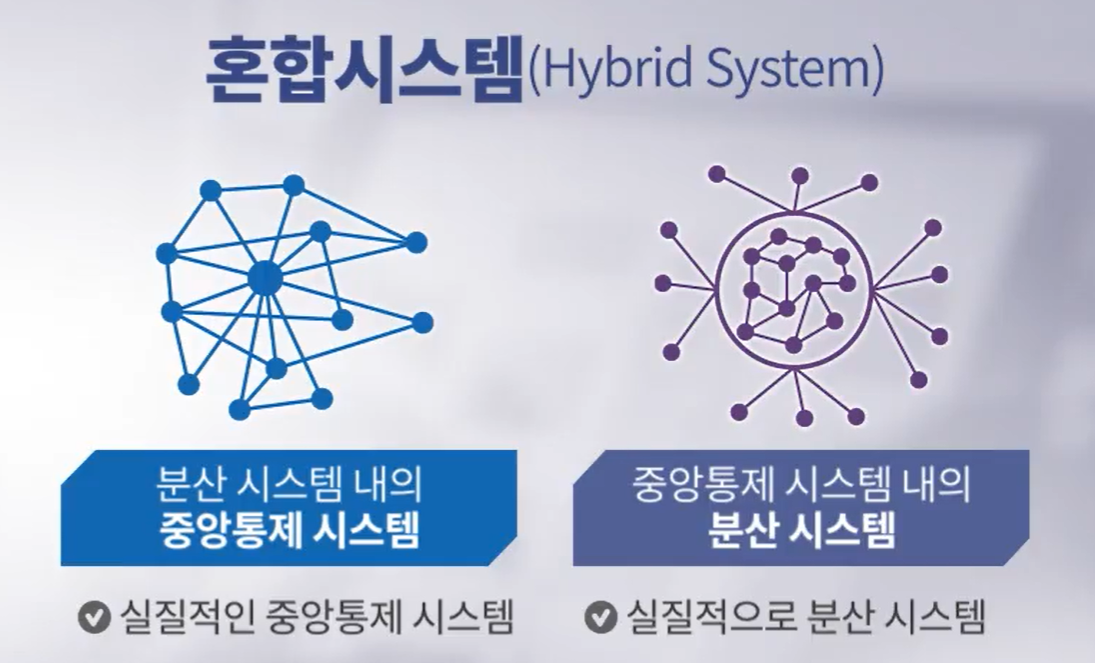 혼합시스템(Hybrid System)
분산 시스템 내의
중앙통제 시스템
중앙통제 시스템 내의
분산 시스템
실질적인 중앙통제 시스템
실질적으로 분산 시스템